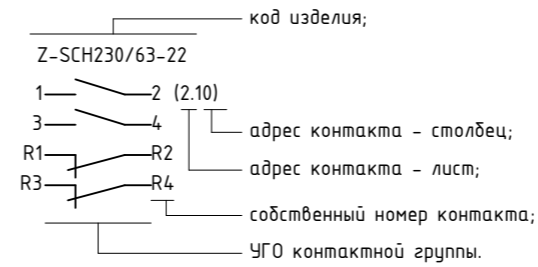 код изделия;
Z-SCH230/63-22
1 2 (2.10)
3 4
адрес контакта - столбец;
R1 R2
адрес контакта - лист;
R3 R4
собственный номер контакта;
УГО контактной группы.